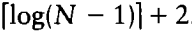 ⌈log(N − 1)⌉ + 2